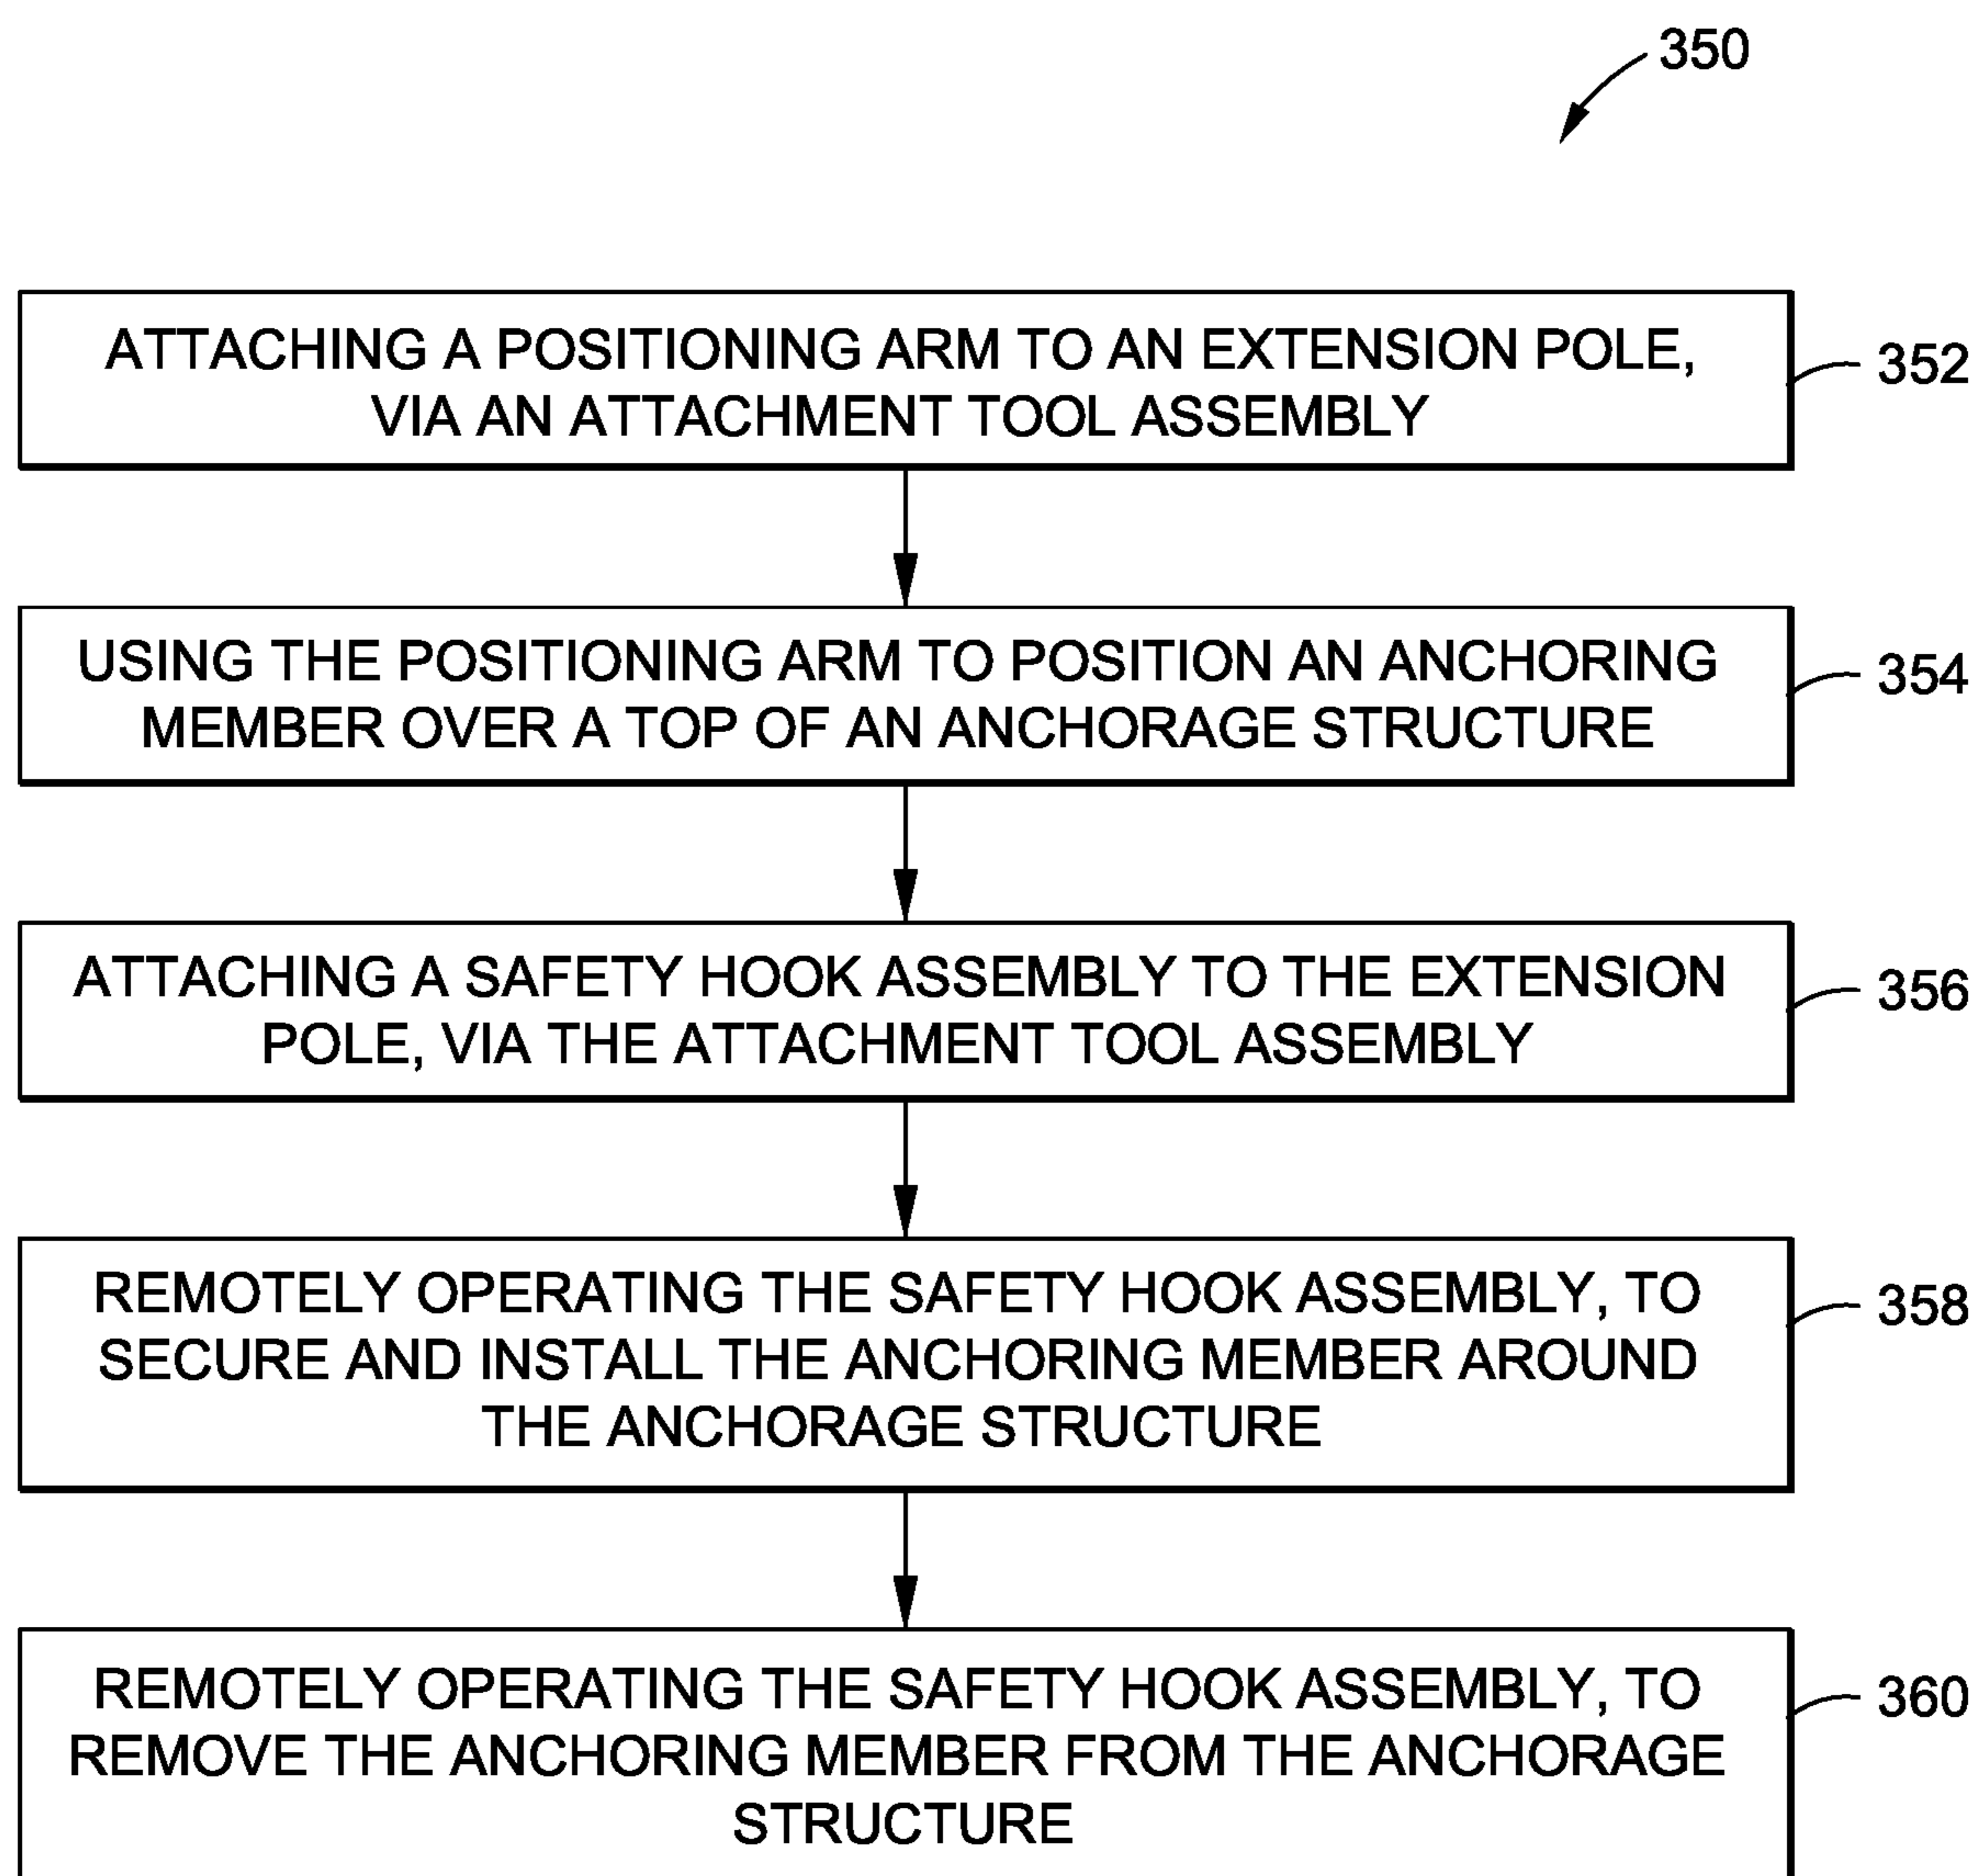 350
ATTACHING A POSITIONING ARM TO AN EXTENSION POLE,
VIA AN ATTACHMENT TOOL ASSEMBLY
352
USING THE POSITIONING ARM TO POSITION AN ANCHORING
MEMBER OVER A TOP OF AN ANCHORAGE STRUCTURE
354
ATTACHING A SAFETY HOOK ASSEMBLY TO THE EXTENSION
POLE, VIA THE ATTACHMENT TOOL ASSEMBLY
356
REMOTELY OPERATING THE SAFETY HOOK ASSEMBLY, TO
SECURE AND INSTALL THE ANCHORING MEMBER AROUND
THE ANCHORAGE STRUCTURE
358
REMOTELY OPERATING THE SAFETY HOOK ASSEMBLY, TO
REMOVE THE ANCHORING MEMBER FROM THE ANCHORAGE
STRUCTURE
360